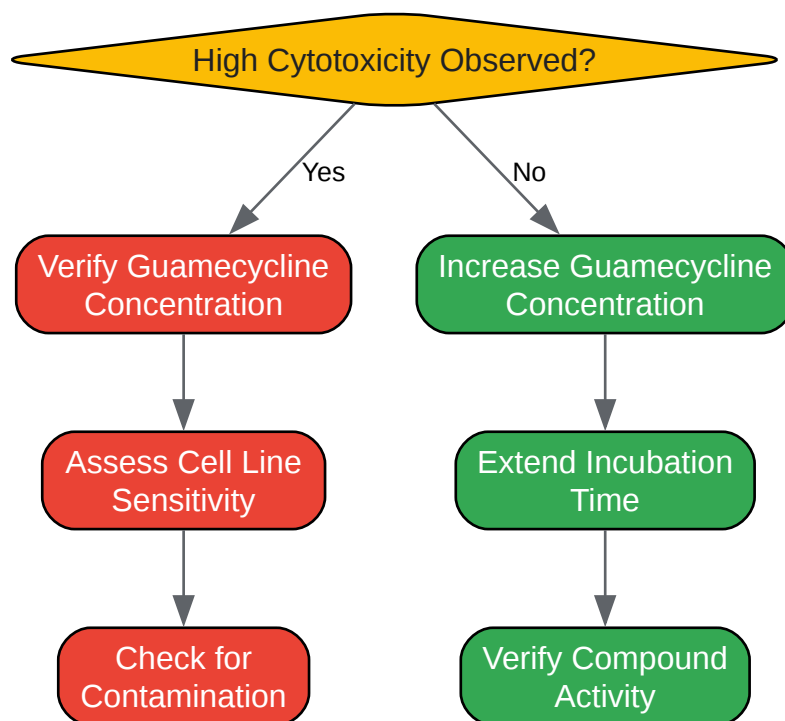 High Cytotoxicity Observed?
Yes
No
Verify Guamecycline
Concentration
Increase Guamecycline
Concentration
Assess Cell Line
Sensitivity
Extend Incubation
Time
Check for
Contamination
Verify Compound
Activity